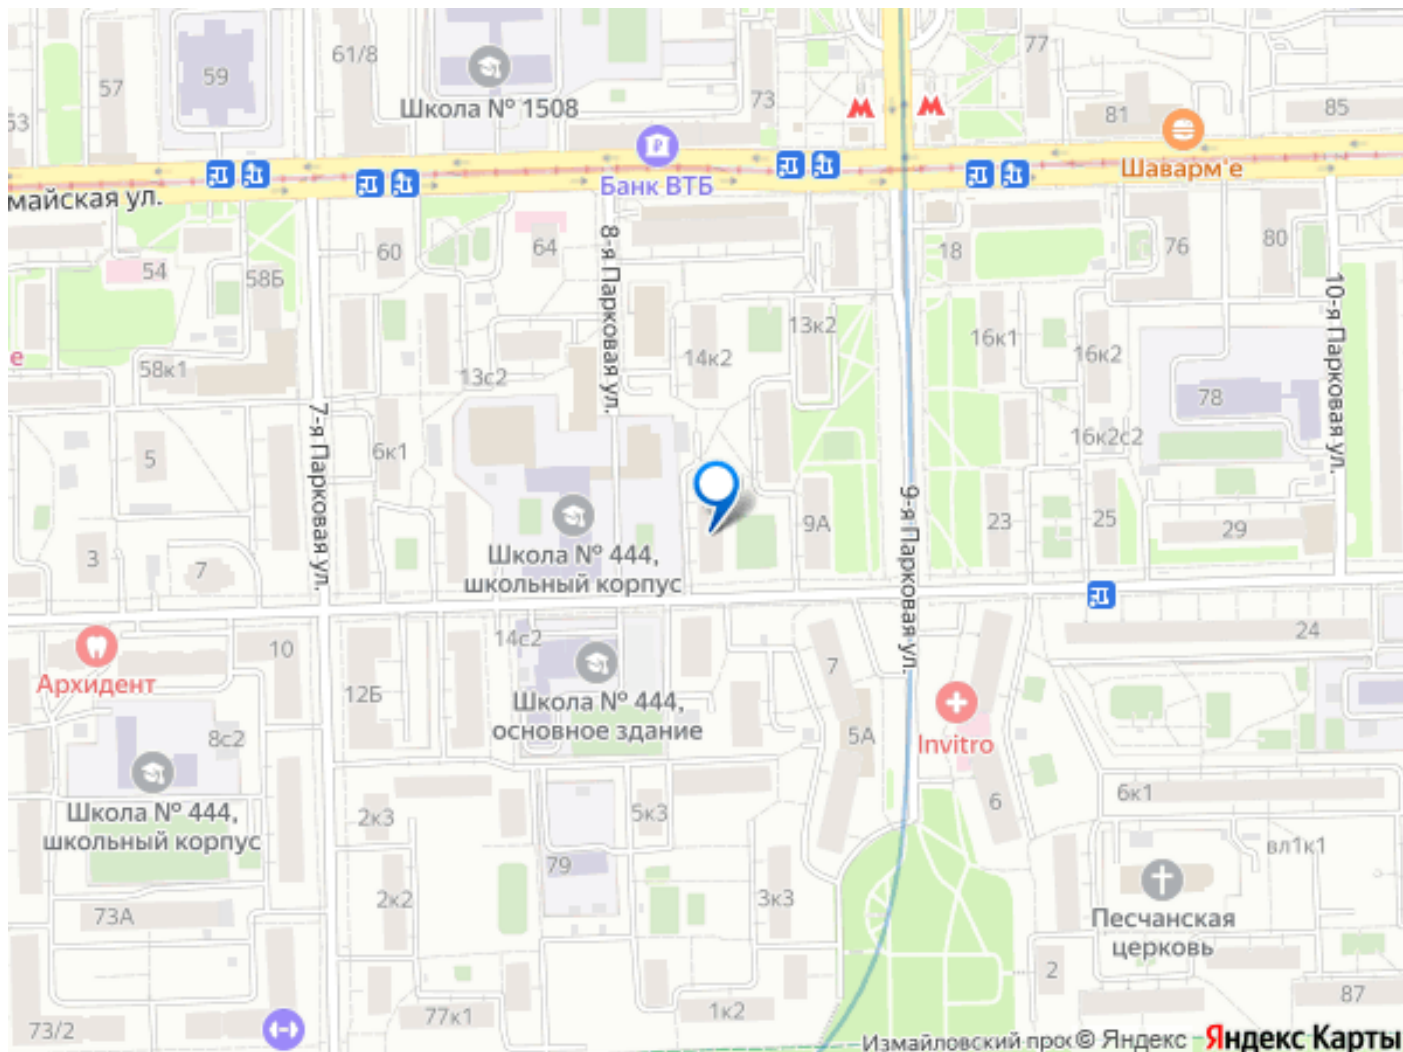 61/8
77
57
59
73
81
85
53
Школа № 1508
Шаварм'е
Банк ВТБ
майская ул.
8-я Парковая ул.
60
64
18
76
80
54
58Б
10-я Парковая ул.
13к2
16к1
16к2
14к2
е
58к1
13с2
78
7-я Парковая ул.
6к1
16к2с2
5
9-я Парковая ул.
9А
23
25
29
Школа № 444,
школьный корпус
3
7
14с2
24
10
7
Архидент
12Б
Школа № 444,
основное здание
8с2
5А
Invitro
Школа № 444,
школьный корпус
2к3
5к3
6
6к1
вл1к1
79
2к2
3к3
73А
Песчанская
церковь
2
87
1к2
77к1
73/2
Измайловский прос
© Яндекс
Яндекс Карты